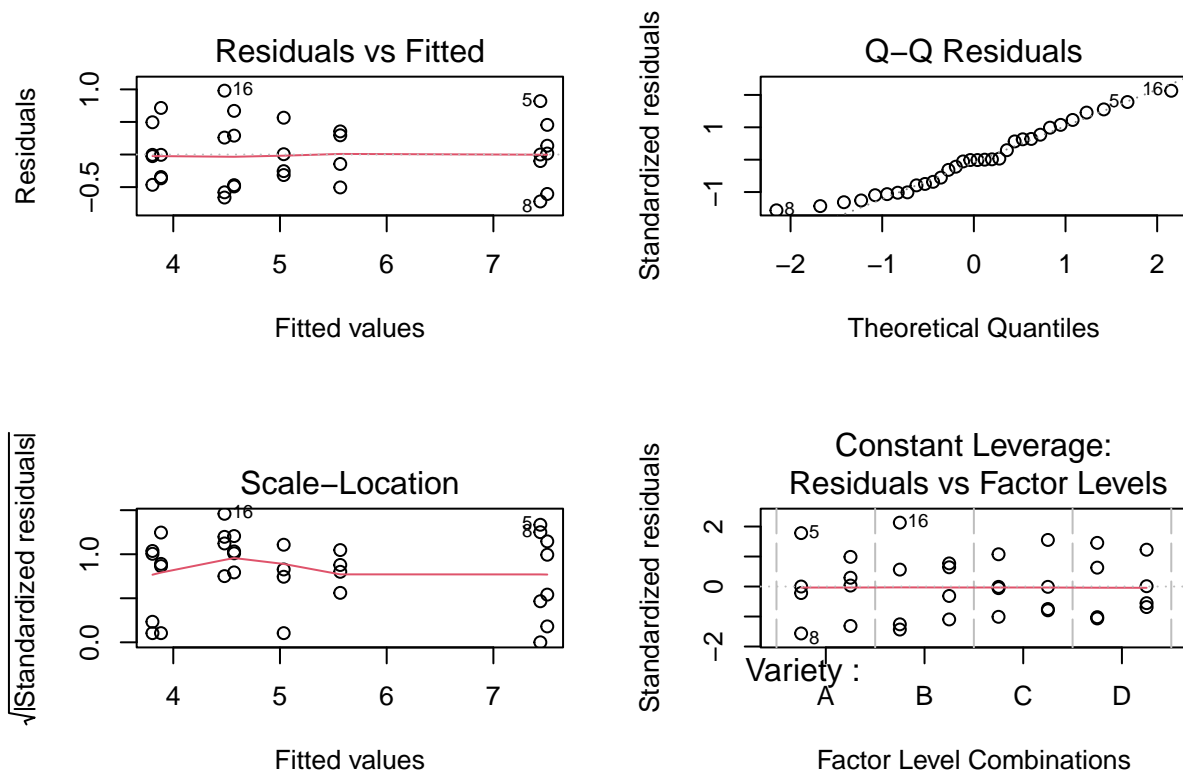 Residuals vs Fitted
Residuals
1.0
−0.5
16
5
8
4 5 6 7
Fitted values
Q−Q Residuals
Standardized residuals
1
−1
5
16
8
−2 −1 0 1 2
Theoretical Quantiles
Scale−Location
√|Standardized residuals|
1.0
0.0
16
5
8
4 5 6 7
Fitted values
Constant Leverage:
Residuals vs Factor Levels
Standardized residuals
2
0
−2
5
16
8
Variety :
A B C D
Factor Level Combinations